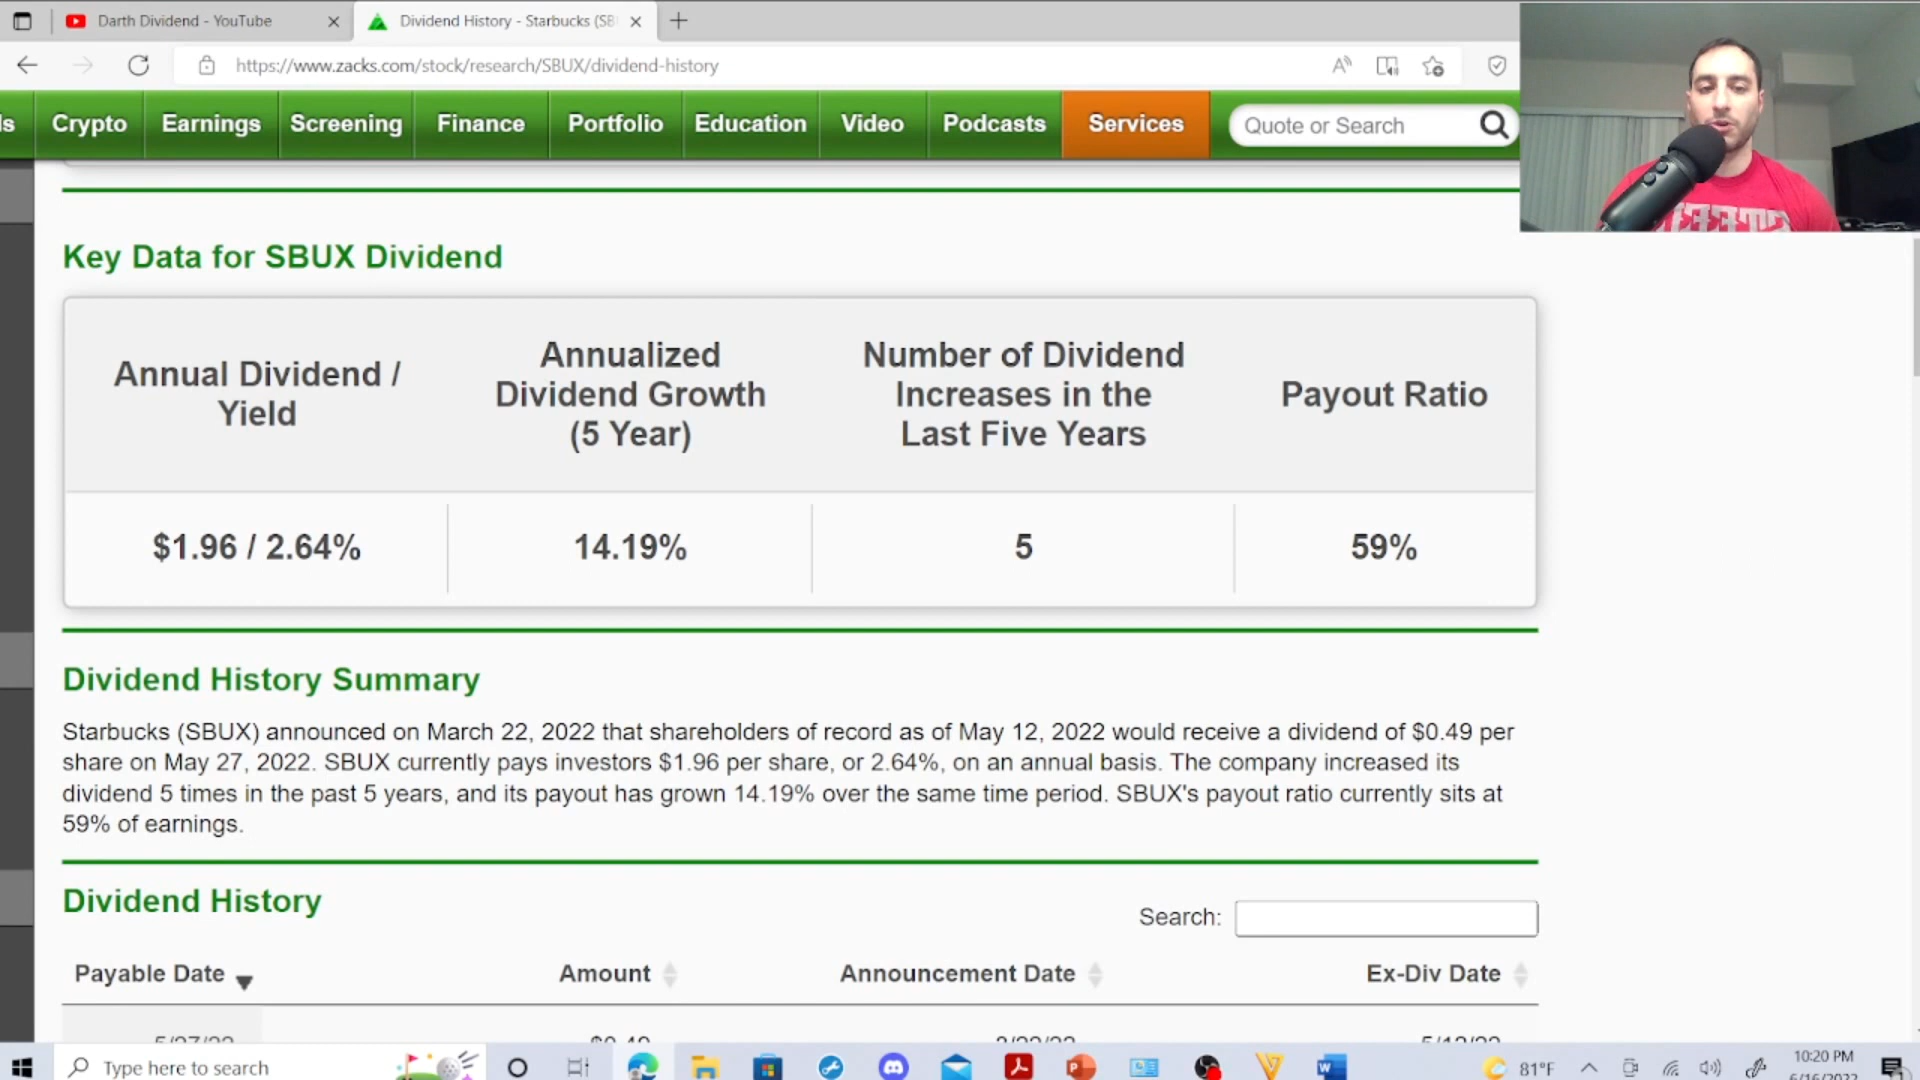 Darth Dividend - YouTube
Dividend History - Starbucks (SB
https://www.zacks.com/stock/research/SBUX/dividend-history
Crypto
Earnings
Screening
Finance
Portfolio
Education
Video
Podcasts
Services
Quote or Search
Key Data for SBUX Dividend
Annual Dividend /
Yield
Annualized
Dividend Growth
(5 Year)
Number of Dividend
Increases in the
Last Five Years
Payout Ratio
$1.96 / 2.64%
14.19%
5
59%
Dividend History Summary
Starbucks (SBUX) announced on March 22, 2022 that shareholders of record as of May 12, 2022 would receive a dividend of $0.49 per
share on May 27, 2022. SBUX currently pays investors $1.96 per share, or 2.64%, on an annual basis. The company increased its
dividend 5 times in the past 5 years, and its payout has grown 14.19% over the same time period. SBUX's payout ratio currently sits at
59% of earnings.
Dividend History
Search:
Payable Date
Amount
Announcement Date
Ex-Div Date
Type here to search
81°F
10:20 PM